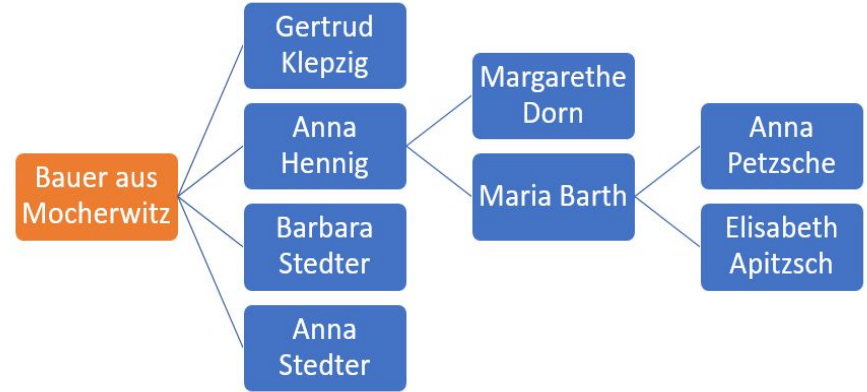 Bauer aus
Mocherwitz
Gertrud
Klepzig
Anna
Hennig
Barbara
Stedter
Anna
Stedter
Margarethe
Dorn
Maria Barth
Anna
Petzsche
Elisabeth
Apitzsch